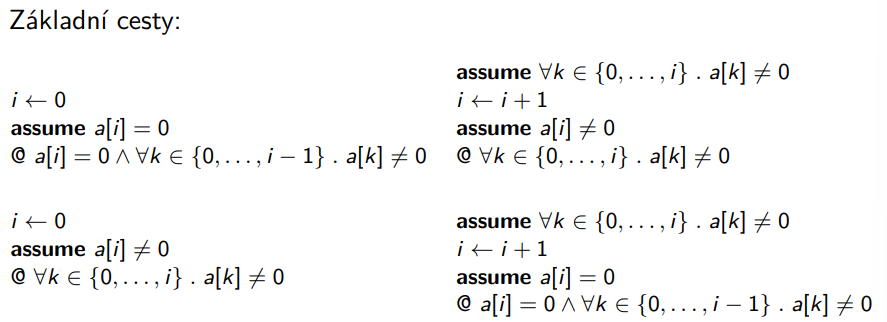 Základní cesty:
i ← 0
assume a[i] = 0
@ a[i] = 0 ∧ ∀k ∈ {0, . . . , i − 1} . a[k] ≠ 0
assume ∀k ∈ {0, . . . , i} . a[k] ≠ 0
i ← i + 1
assume a[i] ≠ 0
@ ∀k ∈ {0, . . . , i} . a[k] ≠ 0
i ← 0
assume a[i] ≠ 0
@ ∀k ∈ {0, . . . , i} . a[k] ≠ 0
assume ∀k ∈ {0, . . . , i} . a[k] ≠ 0
i ← i + 1
assume a[i] = 0
@ a[i] = 0 ∧ ∀k ∈ {0, . . . , i − 1} . a[k] ≠ 0